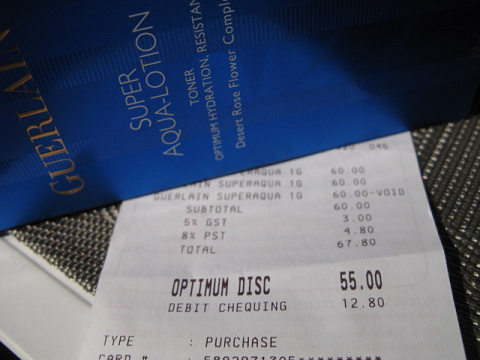 GUERLAIN
SUPER
AQUA-LOTION
TONER
OPTIMUM HYDRATION, RESISTAN
Desert Rose Flower Compl
SUPERAQUA 1G 60.00
LAIN SUPERAQUA 1G 60.00
GUERLAIN SUPERAQUA 1G 60.00-VOID
SUBTOTAL 60.00
5% GST 3.00
8% PST 4.80
TOTAL 67.80
OPTIMUM DISC 55.00
DEBIT CHEQUING 12.80
TYPE : PURCHASE
CARD # :